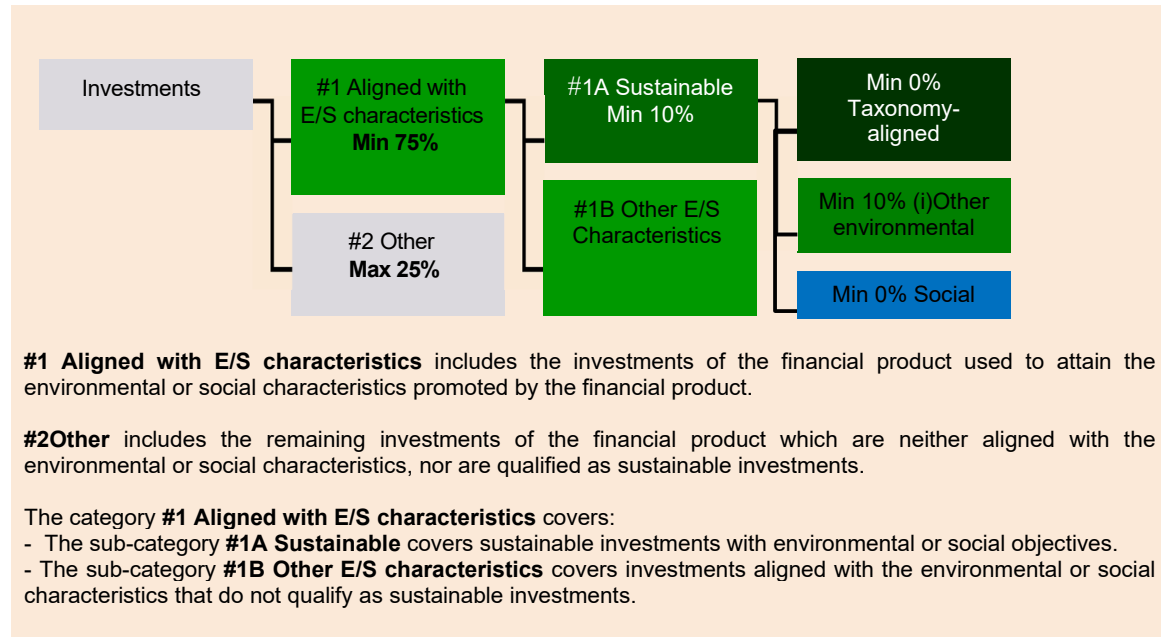 Investments
#1 Aligned with
E/S characteristics
Min 75%
#2 Other
Max 25%
#1A Sustainable
Min 10%
#1B Other E/S
Characteristics
Min 0%
Taxonomy-
aligned
Min 10% (i)Other
environmental
Min 0% Social
#1 Aligned with E/S characteristics includes the investments of the financial product used to attain the
environmental or social characteristics promoted by the financial product.
#2Other includes the remaining investments of the financial product which are neither aligned with the
environmental or social characteristics, nor are qualified as sustainable investments.
The category #1 Aligned with E/S characteristics covers:
- The sub-category #1A Sustainable covers sustainable investments with environmental or social objectives.
- The sub-category #1B Other E/S characteristics covers investments aligned with the environmental or social
characteristics that do not qualify as sustainable investments.